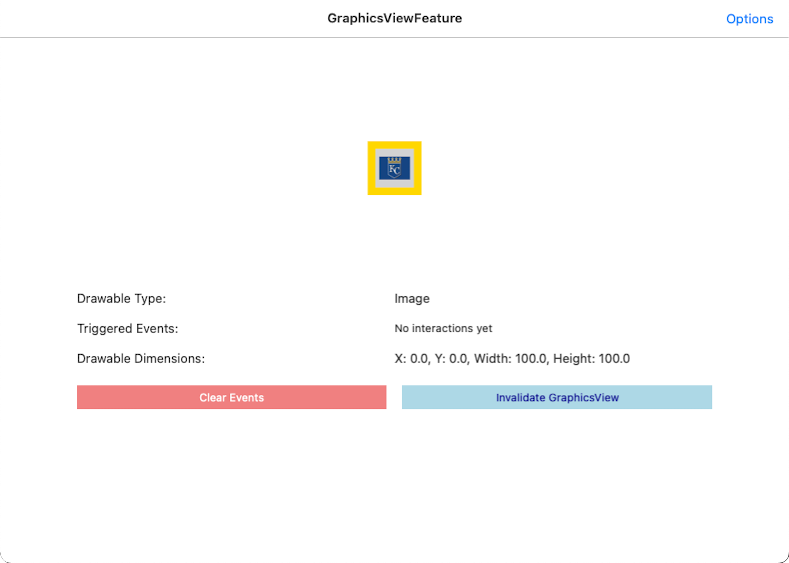 GraphicsViewFeature
Options
KC
Drawable Type:
Image
Triggered Events:
No interactions yet
Drawable Dimensions:
X: 0.0, Y: 0.0, Width: 100.0, Height: 100.0
Clear Events
Invalidate GraphicsView